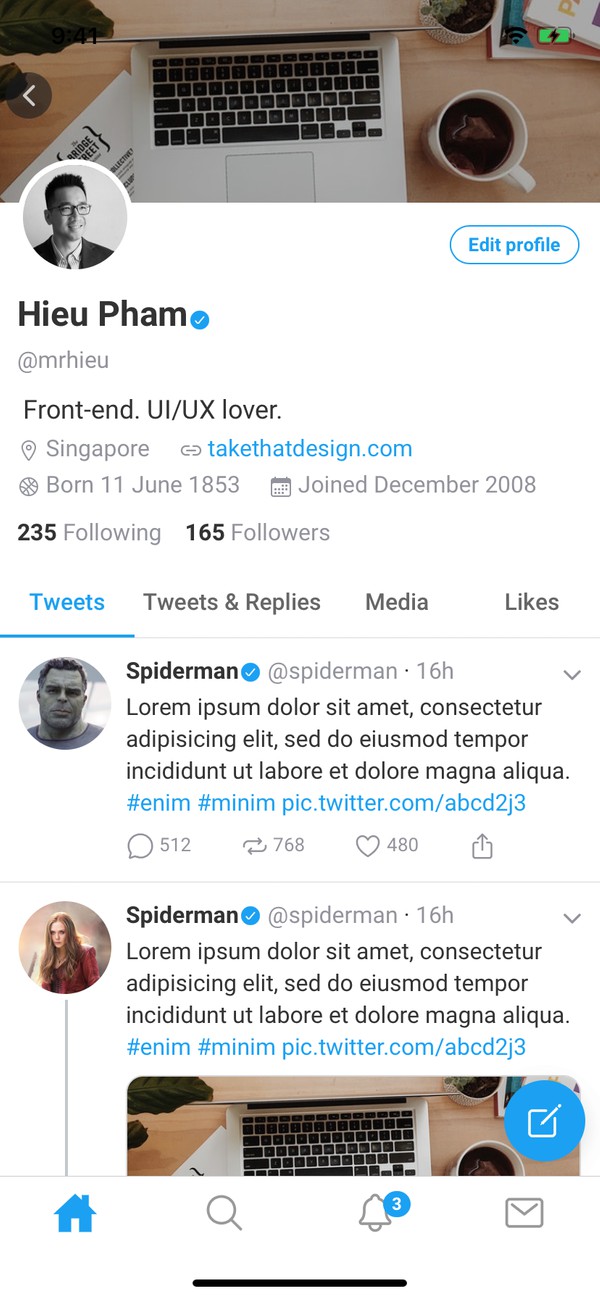 9:41
BRIDGE
STREET
Edit profile
Hieu Pham
@mrhieu
Front-end. UI/UX lover.
Singapore takethatdesign.com
Born 11 June 1853 Joined December 2008
235 Following 165 Followers
Tweets Tweets & Replies Media Likes
Spiderman @spiderman · 16h
Lorem ipsum dolor sit amet, consectetur
adipisicing elit, sed do eiusmod tempor
incididunt ut labore et dolore magna aliqua.
#enim #minim pic.twitter.com/abcd2j3
512 768 480
Spiderman @spiderman · 16h
Lorem ipsum dolor sit amet, consectetur
adipisicing elit, sed do eiusmod tempor
incididunt ut labore et dolore magna aliqua.
#enim #minim pic.twitter.com/abcd2j3
3